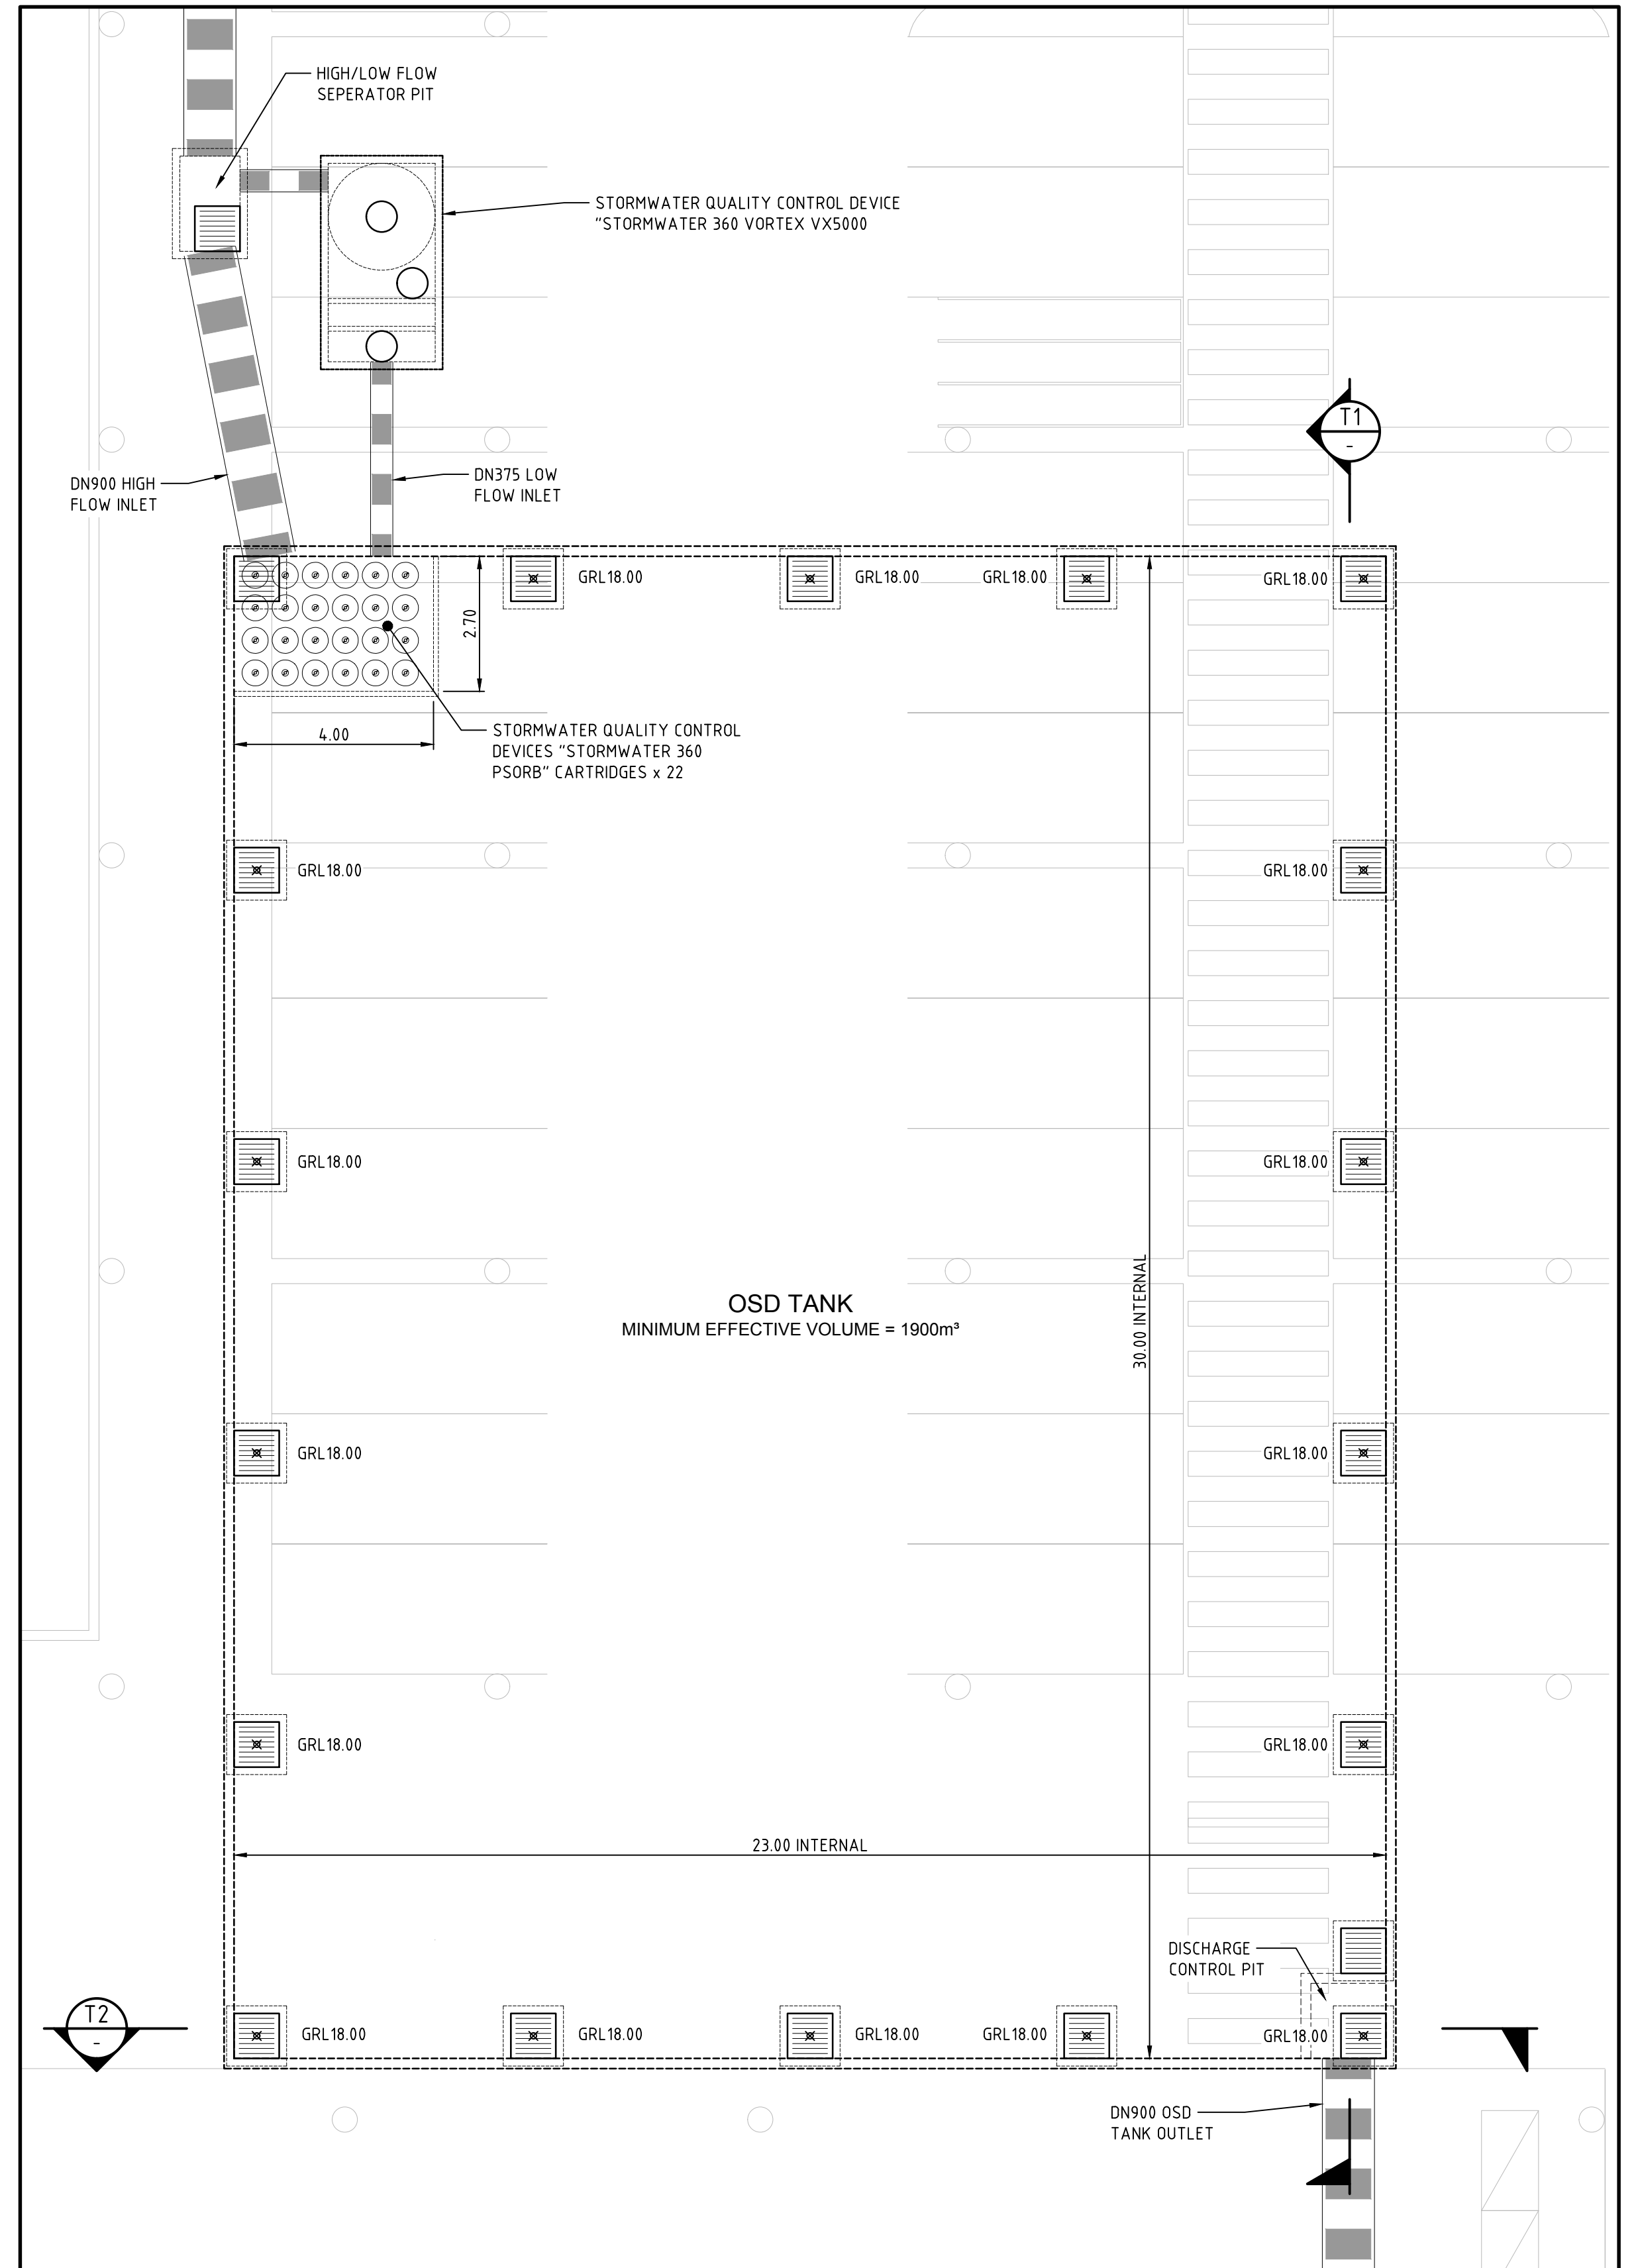 HIGH/LOW FLOW
SEPERATOR PIT
STORMWATER QUALITY CONTROL DEVICE
"STORMWATER 360 VORTEX VX5000
T1
-
DN900 HIGH
FLOW INLET
DN375 LOW
FLOW INLET
GRL18.00
GRL18.00
GRL18.00
GRL18.00
2.70
4.00
STORMWATER QUALITY CONTROL
DEVICES "STORMWATER 360
PSORB" CARTRIDGES x 22
GRL18.00
GRL18.00
GRL18.00
GRL18.00
OSD TANK
MINIMUM EFFECTIVE VOLUME = 1900m³
30.00 INTERNAL
GRL18.00
GRL18.00
GRL18.00
GRL18.00
23.00 INTERNAL
DISCHARGE
CONTROL PIT
T2
-
GRL18.00
GRL18.00
GRL18.00
GRL18.00
GRL18.00
DN900 OSD
TANK OUTLET